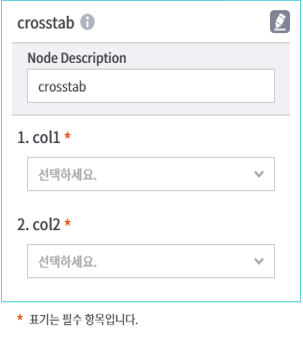 crosstab
Node Description
crosstab
1. col1 *
선택하세요.
2. col2 *
선택하세요.
* 표기는 필수 항목입니다.